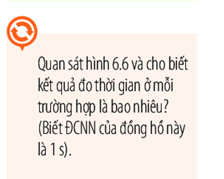 Quan sát hình 6.6 và cho biết
kết quả đo thời gian ở mỗi
trường hợp là bao nhiêu?
(Biết ĐCNN của đồng hồ này
là 1 s).